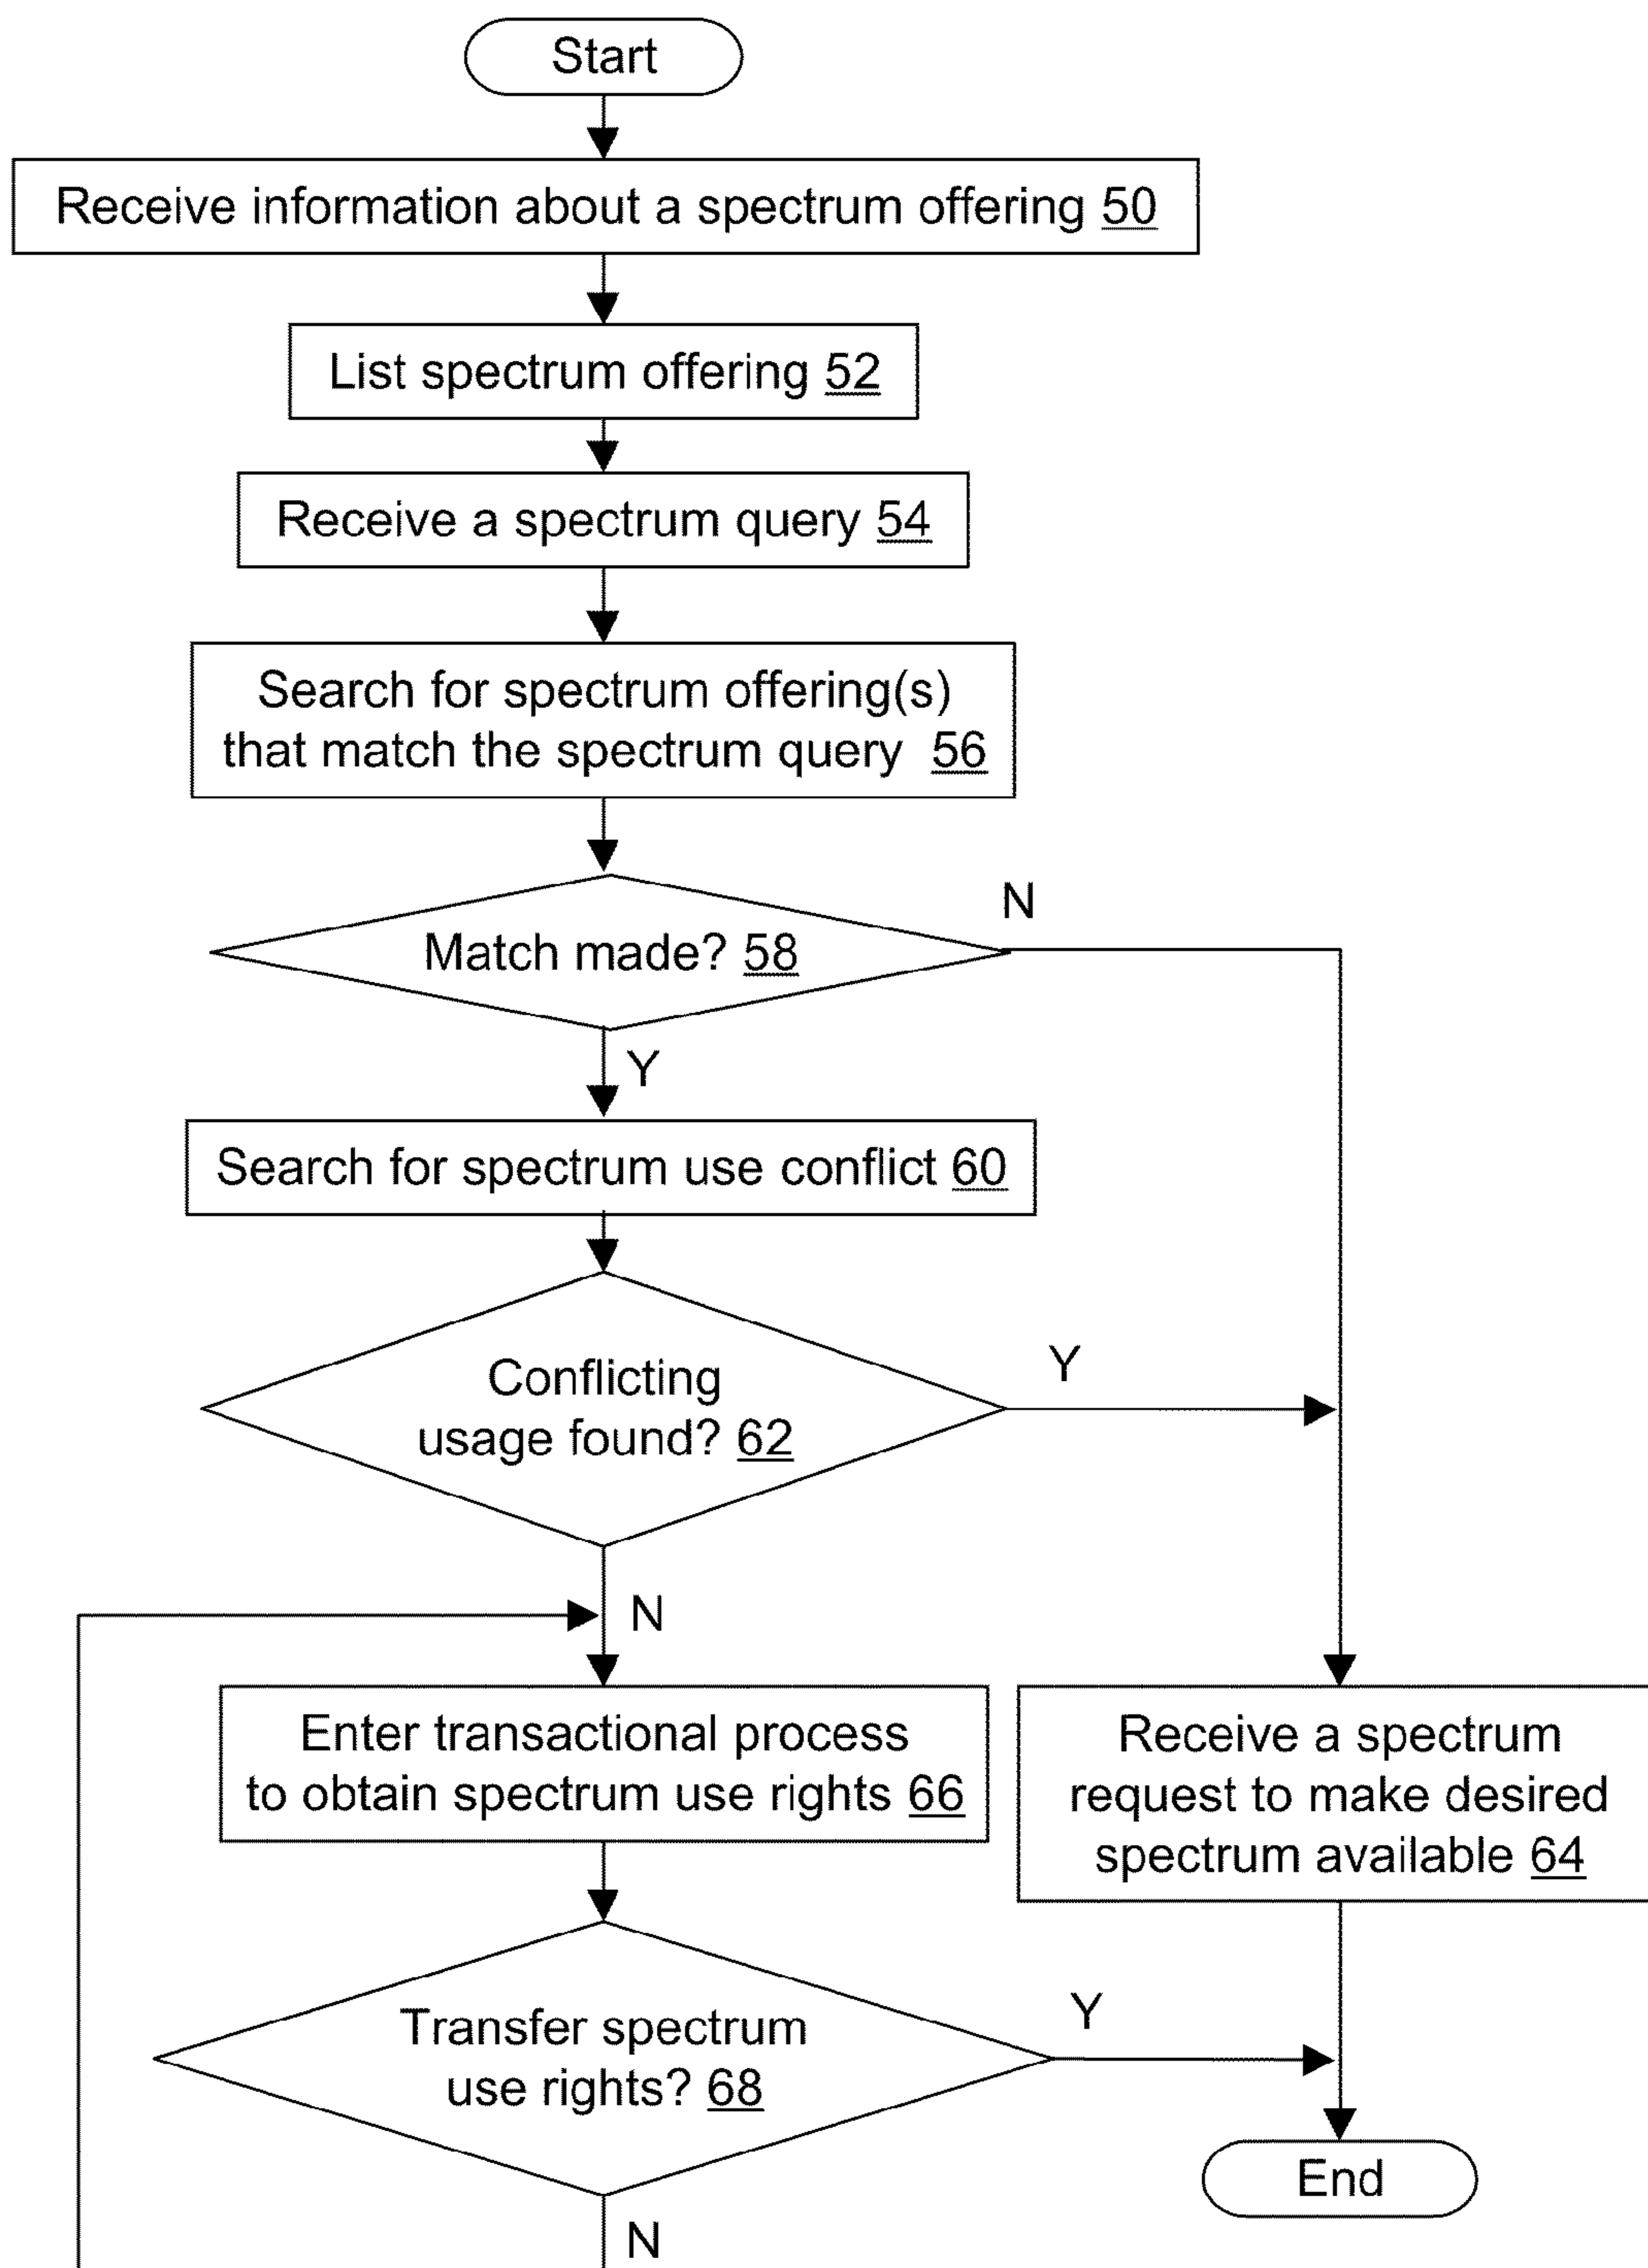 Start
Receive information about a spectrum offering 50
List spectrum offering 52
Receive a spectrum query 54
Search for spectrum offering(s)
that match the spectrum query 56
N
Match made? 58
Y
Search for spectrum use conflict 60
Y
Conflicting
usage found? 62
N
Enter transactional process
to obtain spectrum use rights 66
Receive a spectrum
request to make desired
spectrum available 64
Y
Transfer spectrum
use rights? 68
End
N